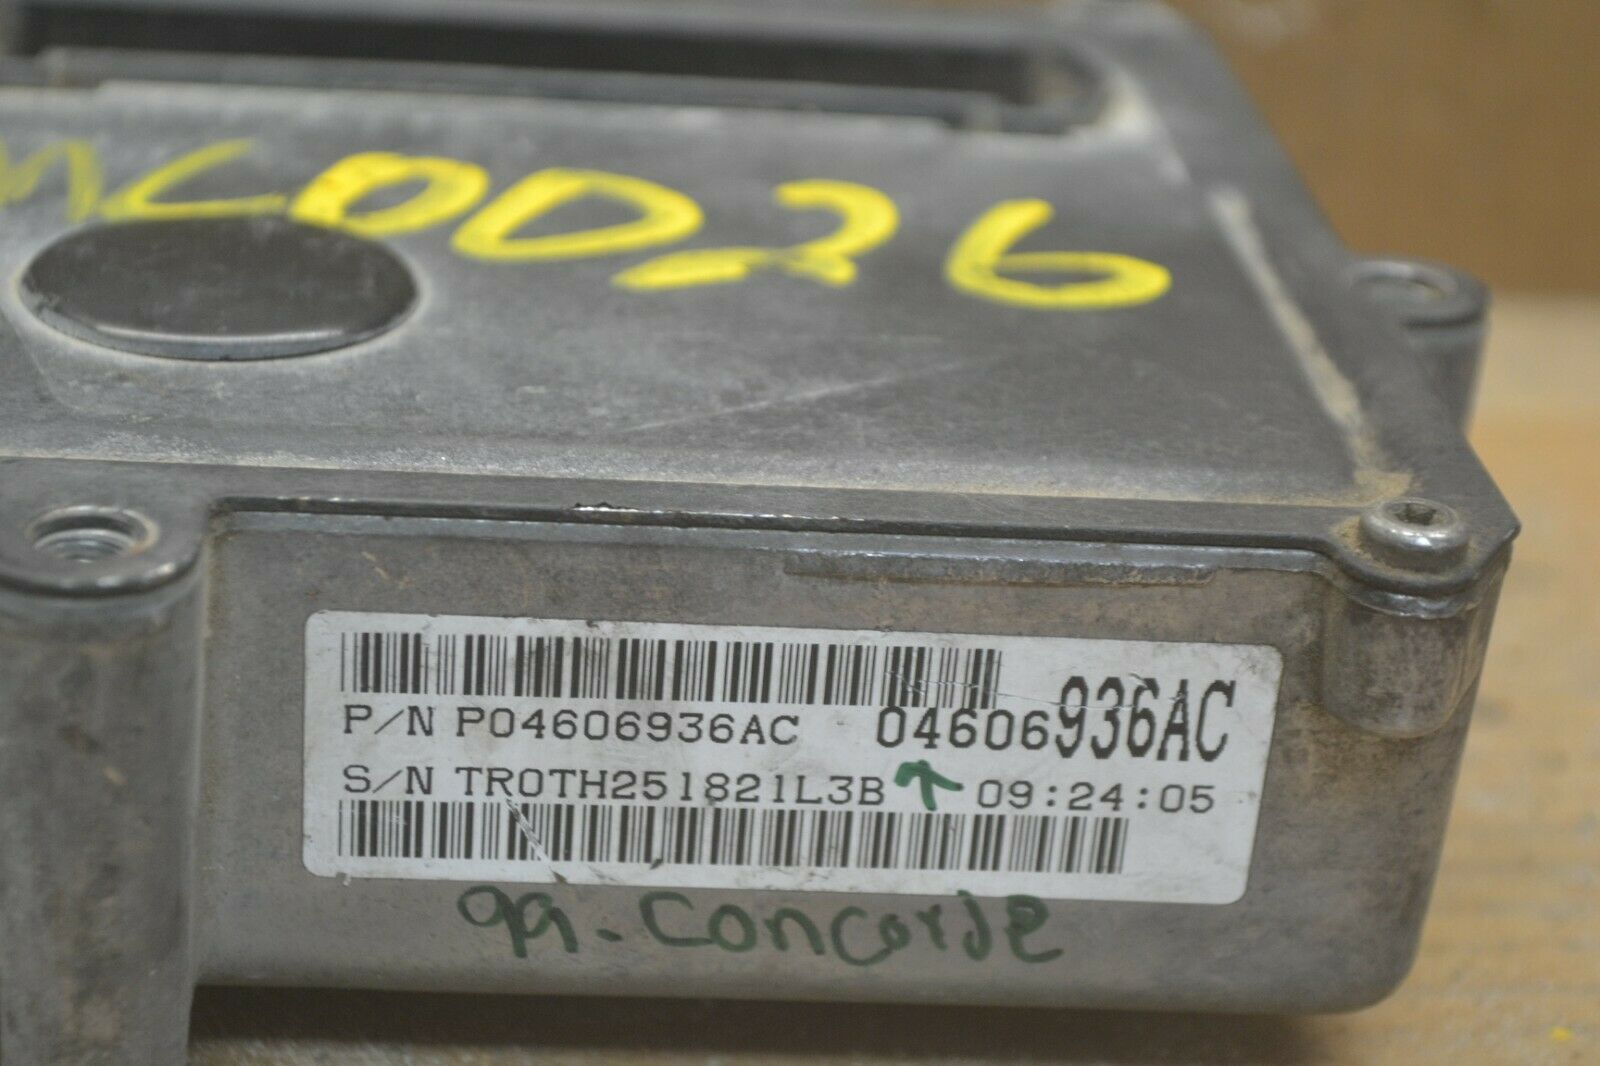 MC0026
P/N P04606936AC 04606936AC
S/N TR0TH251821L3B ↑ 09:24:05
99. Concorde